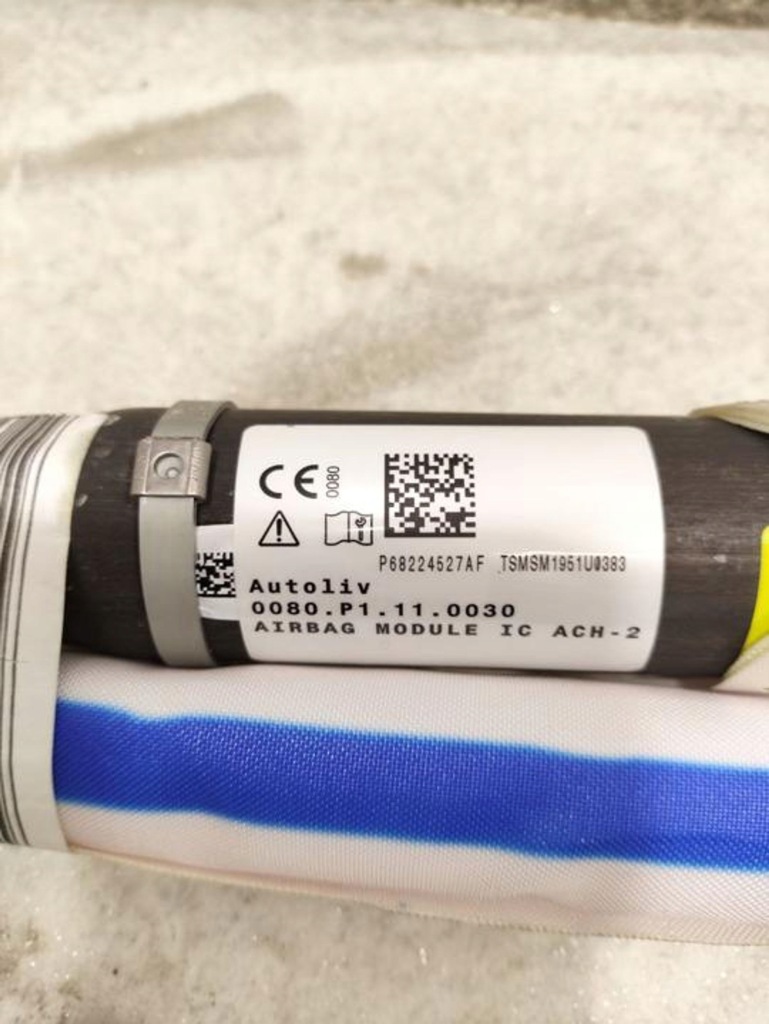 CE 0080
P68224527AF TSMSM1951U0383
Autoliv
0080.P1.11.0030
AIRBAG MODULE IC ACH-2